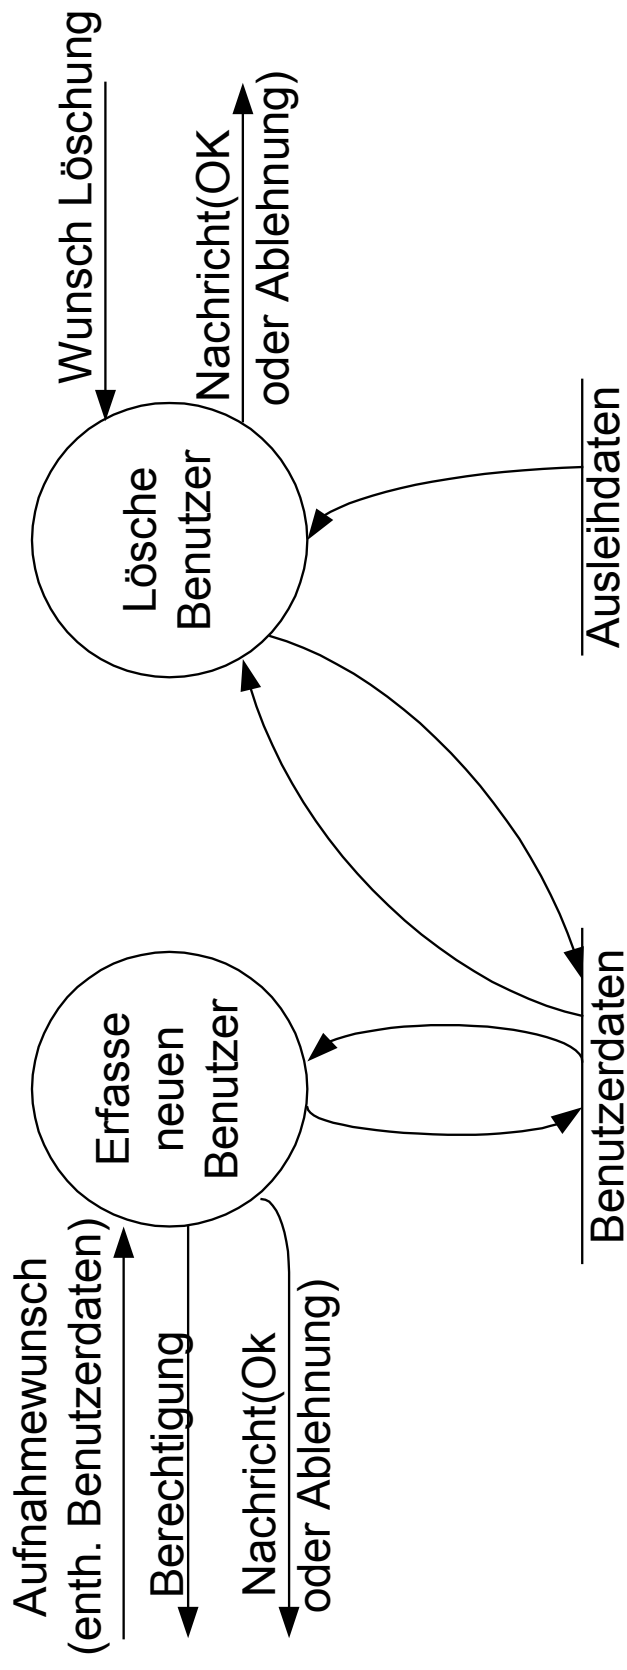 Aufnahmewunsch
(enth. Benutzerdaten)
Berechtigung
Nachricht(Ok
oder Ablehnung)
Erfasse
neuen
Benutzer
Benutzerdaten
Lösche
Benutzer
Wunsch Löschung
Nachricht(OK
oder Ablehnung)
Ausleihdaten